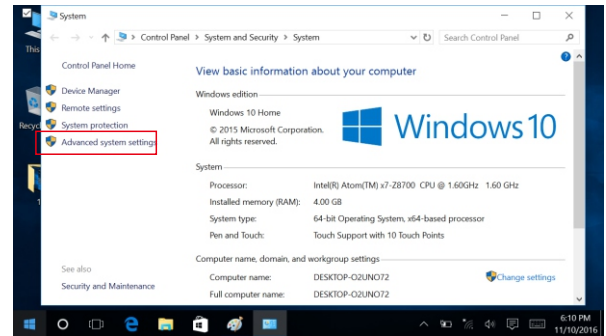 System
Control Panel > System and Security > System
Search Control Panel
This
Control Panel Home
View basic information about your computer
Device Manager
Windows edition
Remote settings
Windows 10 Home
System protection
© 2015 Microsoft Corporation.
All rights reserved.
Windows 10
Recyc
Advanced system settings
System
Processor: Intel(R) Atom(TM) x7-Z8700 CPU @ 1.60GHz 1.60 GHz
Installed memory (RAM): 4.00 GB
System type: 64-bit Operating System, x64-based processor
Pen and Touch: Touch Support with 10 Touch Points
Computer name, domain, and workgroup settings
See also
Computer name: DESKTOP-O2UNO72
Change settings
Security and Maintenance
Full computer name: DESKTOP-O2UNO72
6:10 PM
11/10/2016